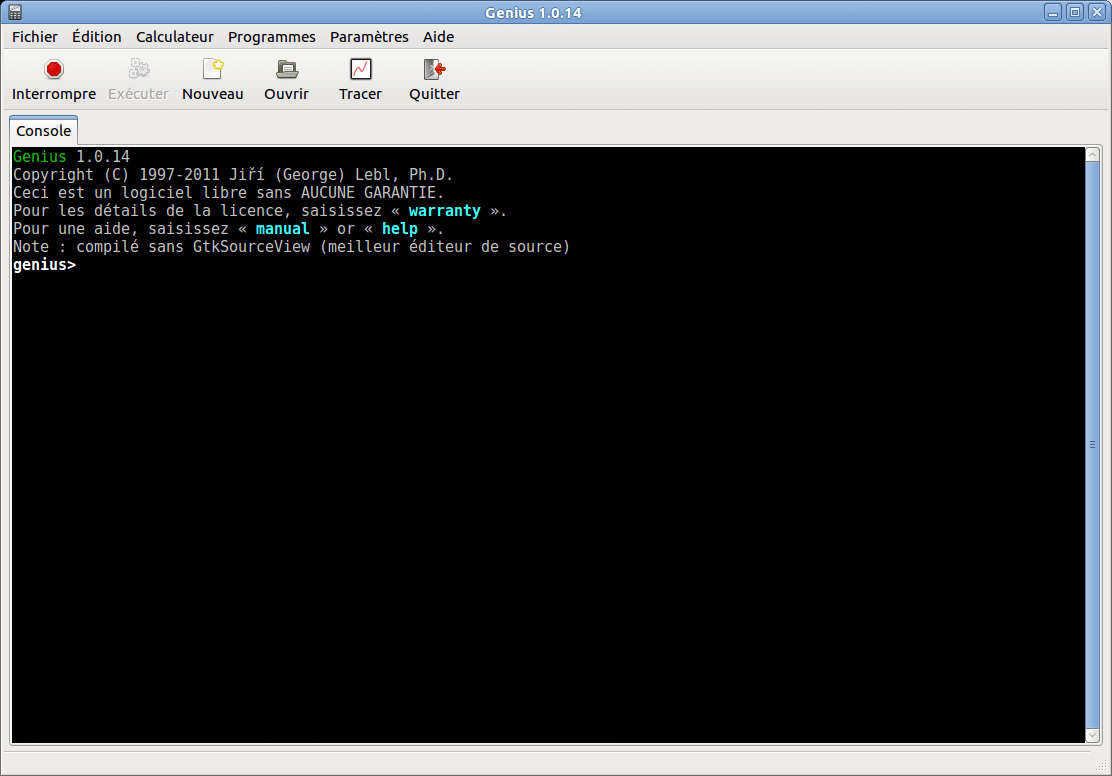 Genius 1.0.14
Fichier Édition Calculateur Programmes Paramètres Aide
Interrompre Exécuter Nouveau Ouvrir Tracer Quitter
Console
Genius 1.0.14
Copyright (C) 1997-2011 Jiří (George) Lebl, Ph.D.
Ceci est un logiciel libre sans AUCUNE GARANTIE.
Pour les détails de la licence, saisissez « warranty ».
Pour une aide, saisissez « manual » or « help ».
Note : compilé sans GtkSourceView (meilleur éditeur de source)
genius>